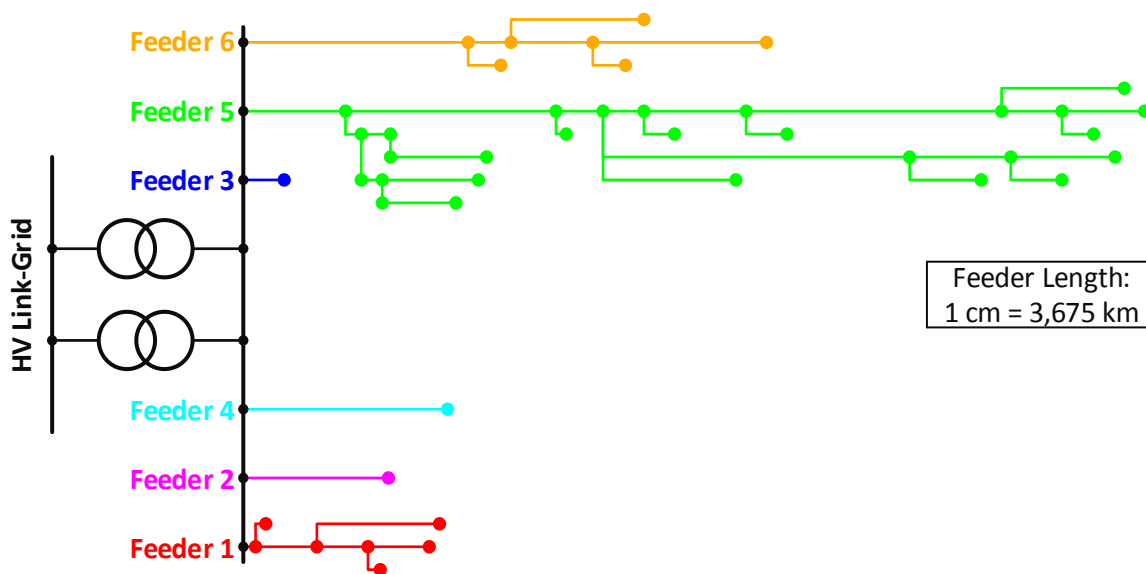 Feeder 6
Feeder 5
Feeder 3
HV Link-Grid
Feeder Length:
1 cm = 3,675 km
Feeder 4
Feeder 2
Feeder 1